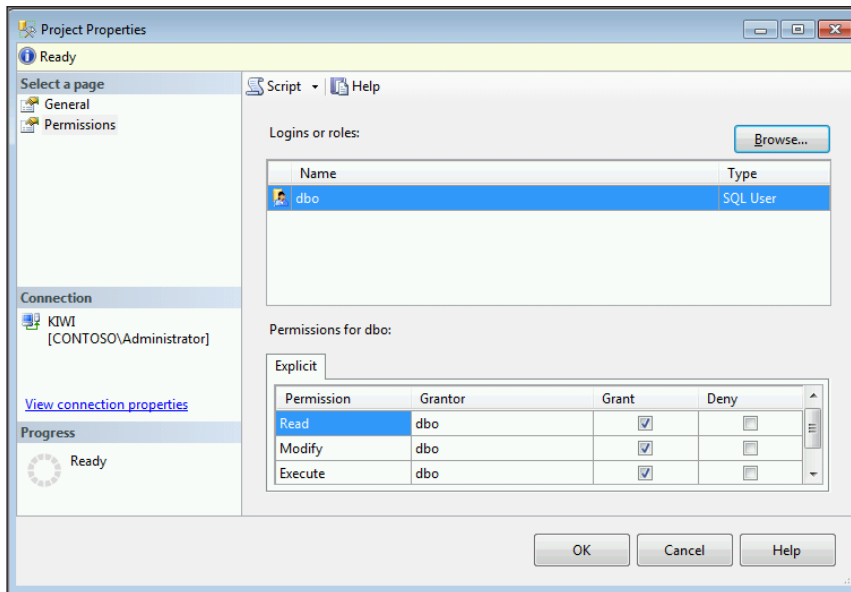 Project Properties
Ready
Select a page
General
Permissions
Script
Help
Logins or roles:
Browse...
Name Type
dbo SQL User
Connection
KIWI
[CONTOSO\Administrator]
View connection properties
Progress
Ready
Permissions for dbo:
Explicit
Permission Grantor Grant Deny
Read dbo
Modify dbo
Execute dbo
OK Cancel Help